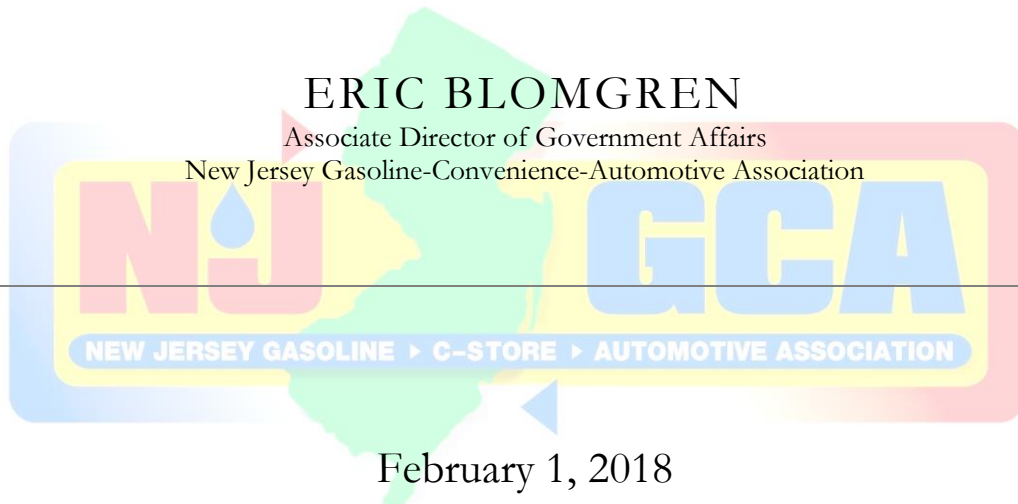 ERIC BLOMGREN
Associate Director of Government Affairs
New Jersey Gasoline-Convenience-Automotive Association
NJ GCA
NEW JERSEY GASOLINE ▸ C-STORE ▸ AUTOMOTIVE ASSOCIATION
February 1, 2018